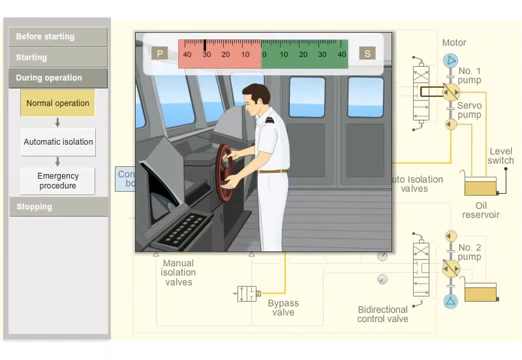 Before starting
Starting
During operation
Normal operation
Automatic isolation
Emergency
procedure
Stopping
P
S
40 30 20 10 0 10 20 30 40
Motor
No. 1
pump
Servo
pump
Level
switch
Oil
reservoir
Isolation
valves
No. 2
pump
Manual
isolation
valves
Bypass
valve
Bidirectional
control valve